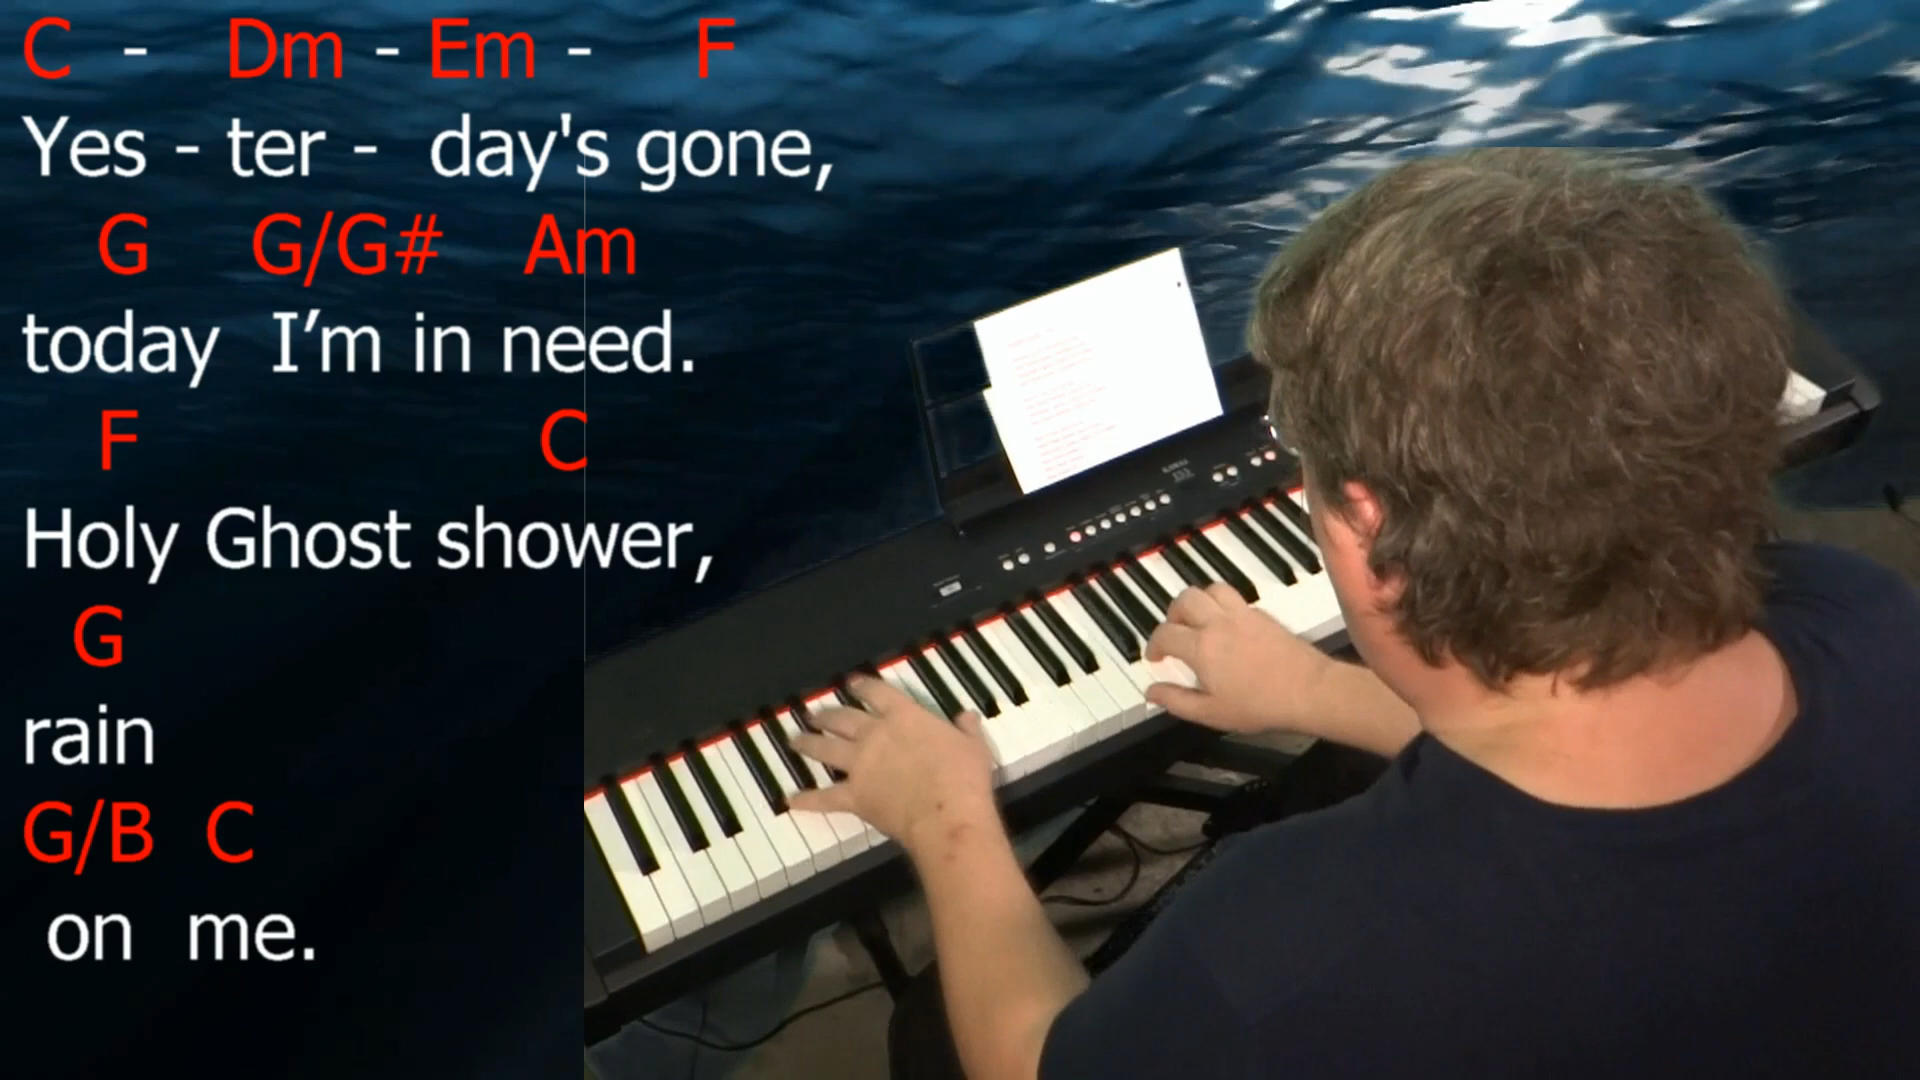 C - Dm - Em - F
Yes - ter - day's gone,
G G/G# Am
today I’m in need.
F C
Holy Ghost shower,
G
rain
G/B C
on me.